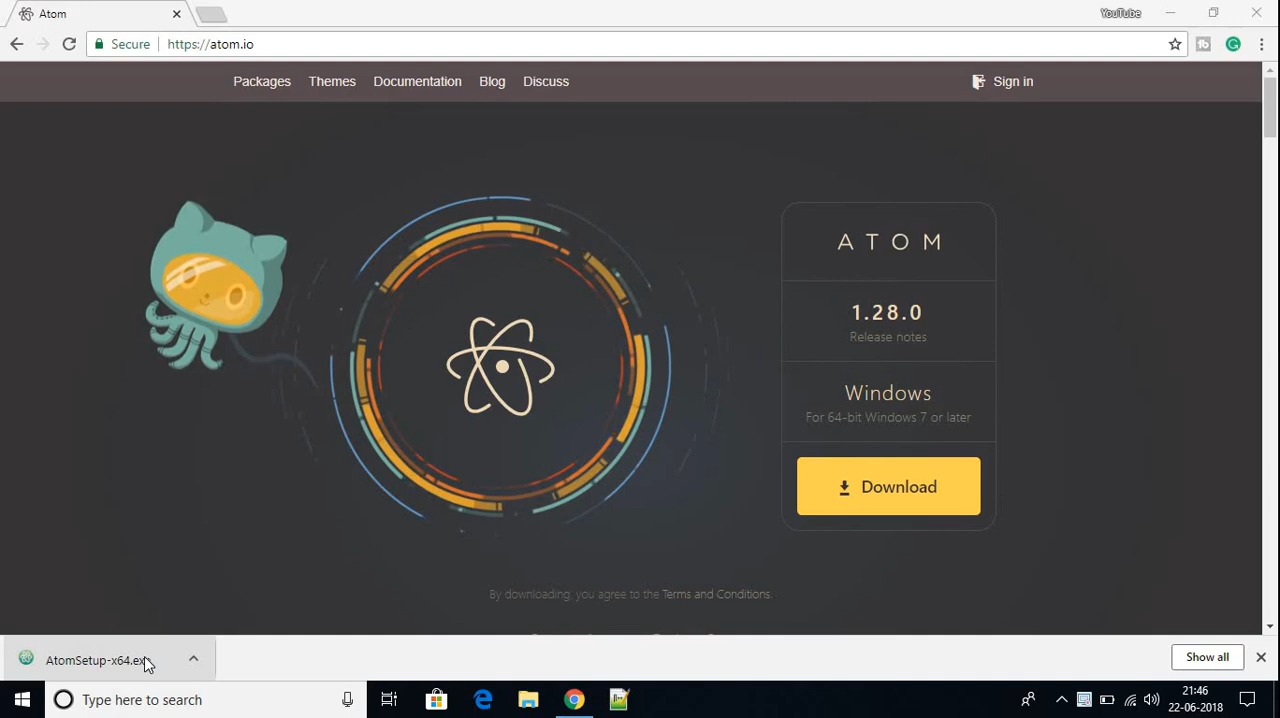 Atom
YouTube
Secure
https://atom.io
Packages
Themes
Documentation
Blog
Discuss
Sign in
ATOM
1.28.0
Release notes
Windows
For 64-bit Windows 7 or later
Download
By downloading, you agree to the Terms and Conditions.
AtomSetup-x64.exe
Show all
Type here to search
21:46
22-06-2018